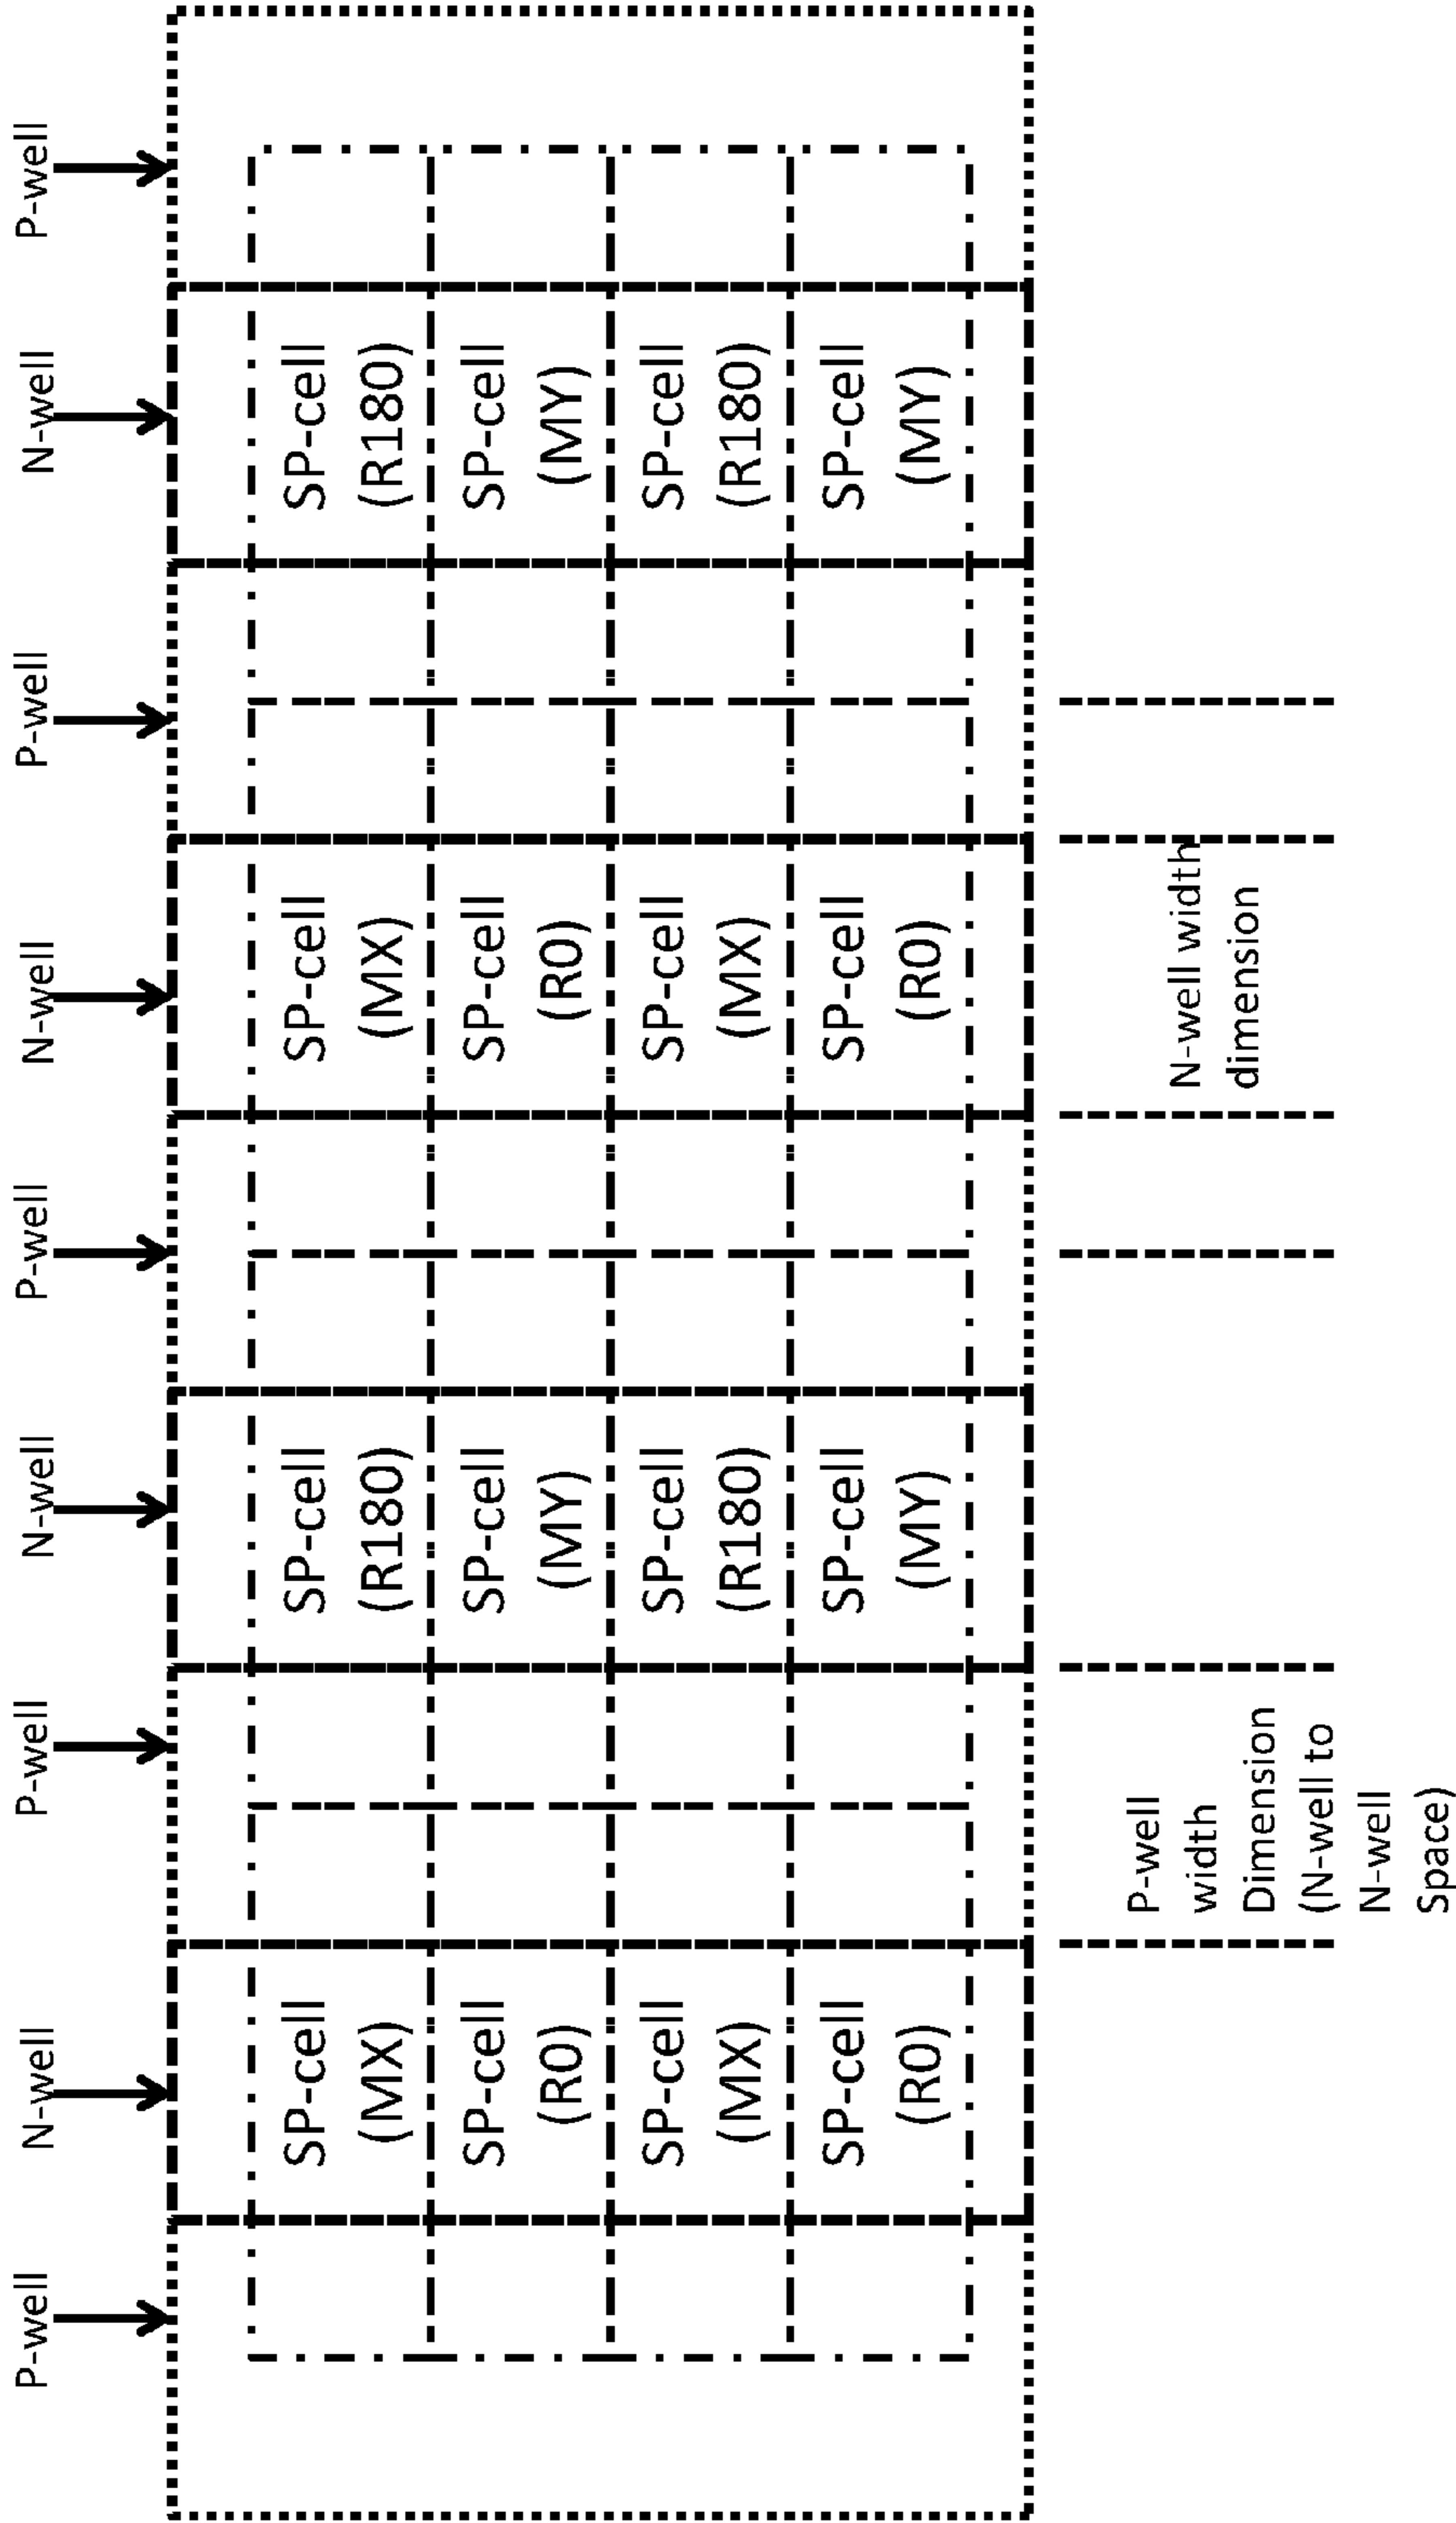 P-well
N-well
P-well
N-well
P-well
N-well
P-well
N-well
P-well
SP-cell
(MX)
SP-cell
(R180)
SP-cell
(MX)
SP-cell
(R180)
SP-cell
(R0)
SP-cell
(MY)
SP-cell
(R0)
SP-cell
(MY)
SP-cell
(MX)
SP-cell
(R180)
SP-cell
(MX)
SP-cell
(R180)
SP-cell
(R0)
SP-cell
(MY)
SP-cell
(R0)
SP-cell
(MY)
P-well
width
Dimension
(N-well to
N-well
Space)
N-well width
dimension